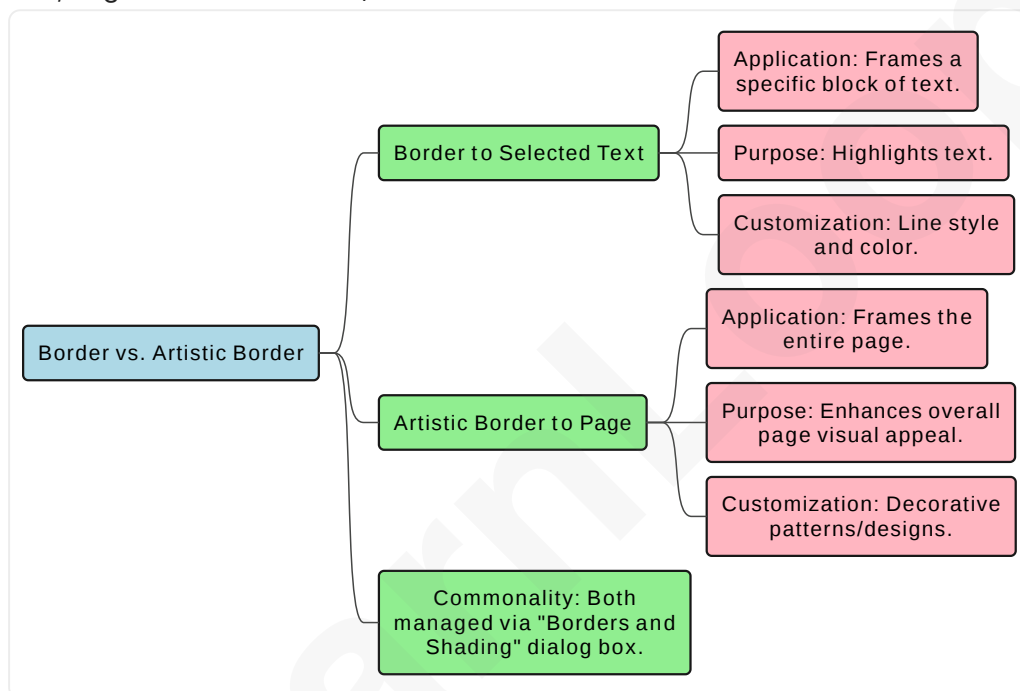 Border vs. Artistic Border
Border to Selected Text
Application: Frames a
specific block of text.
Purpose: Highlights text.
Customization: Line style
and color.
Artistic Border to Page
Application: Frames the
entire page.
Purpose: Enhances overall
page visual appeal.
Customization: Decorative
patterns/designs.
Commonality: Both
managed via "Borders and
Shading" dialog box.